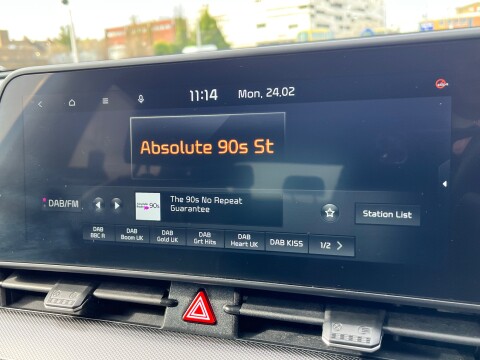 11:14 Mon, 24.02
Absolute 90s St
DAB/FM
The 90s No Repeat
Guarantee
90s
Station List
DAB
BBC R
DAB
Boom UK
DAB
Gold UK
DAB
Grt Hits
DAB
Heart UK
DAB KISS
1/2